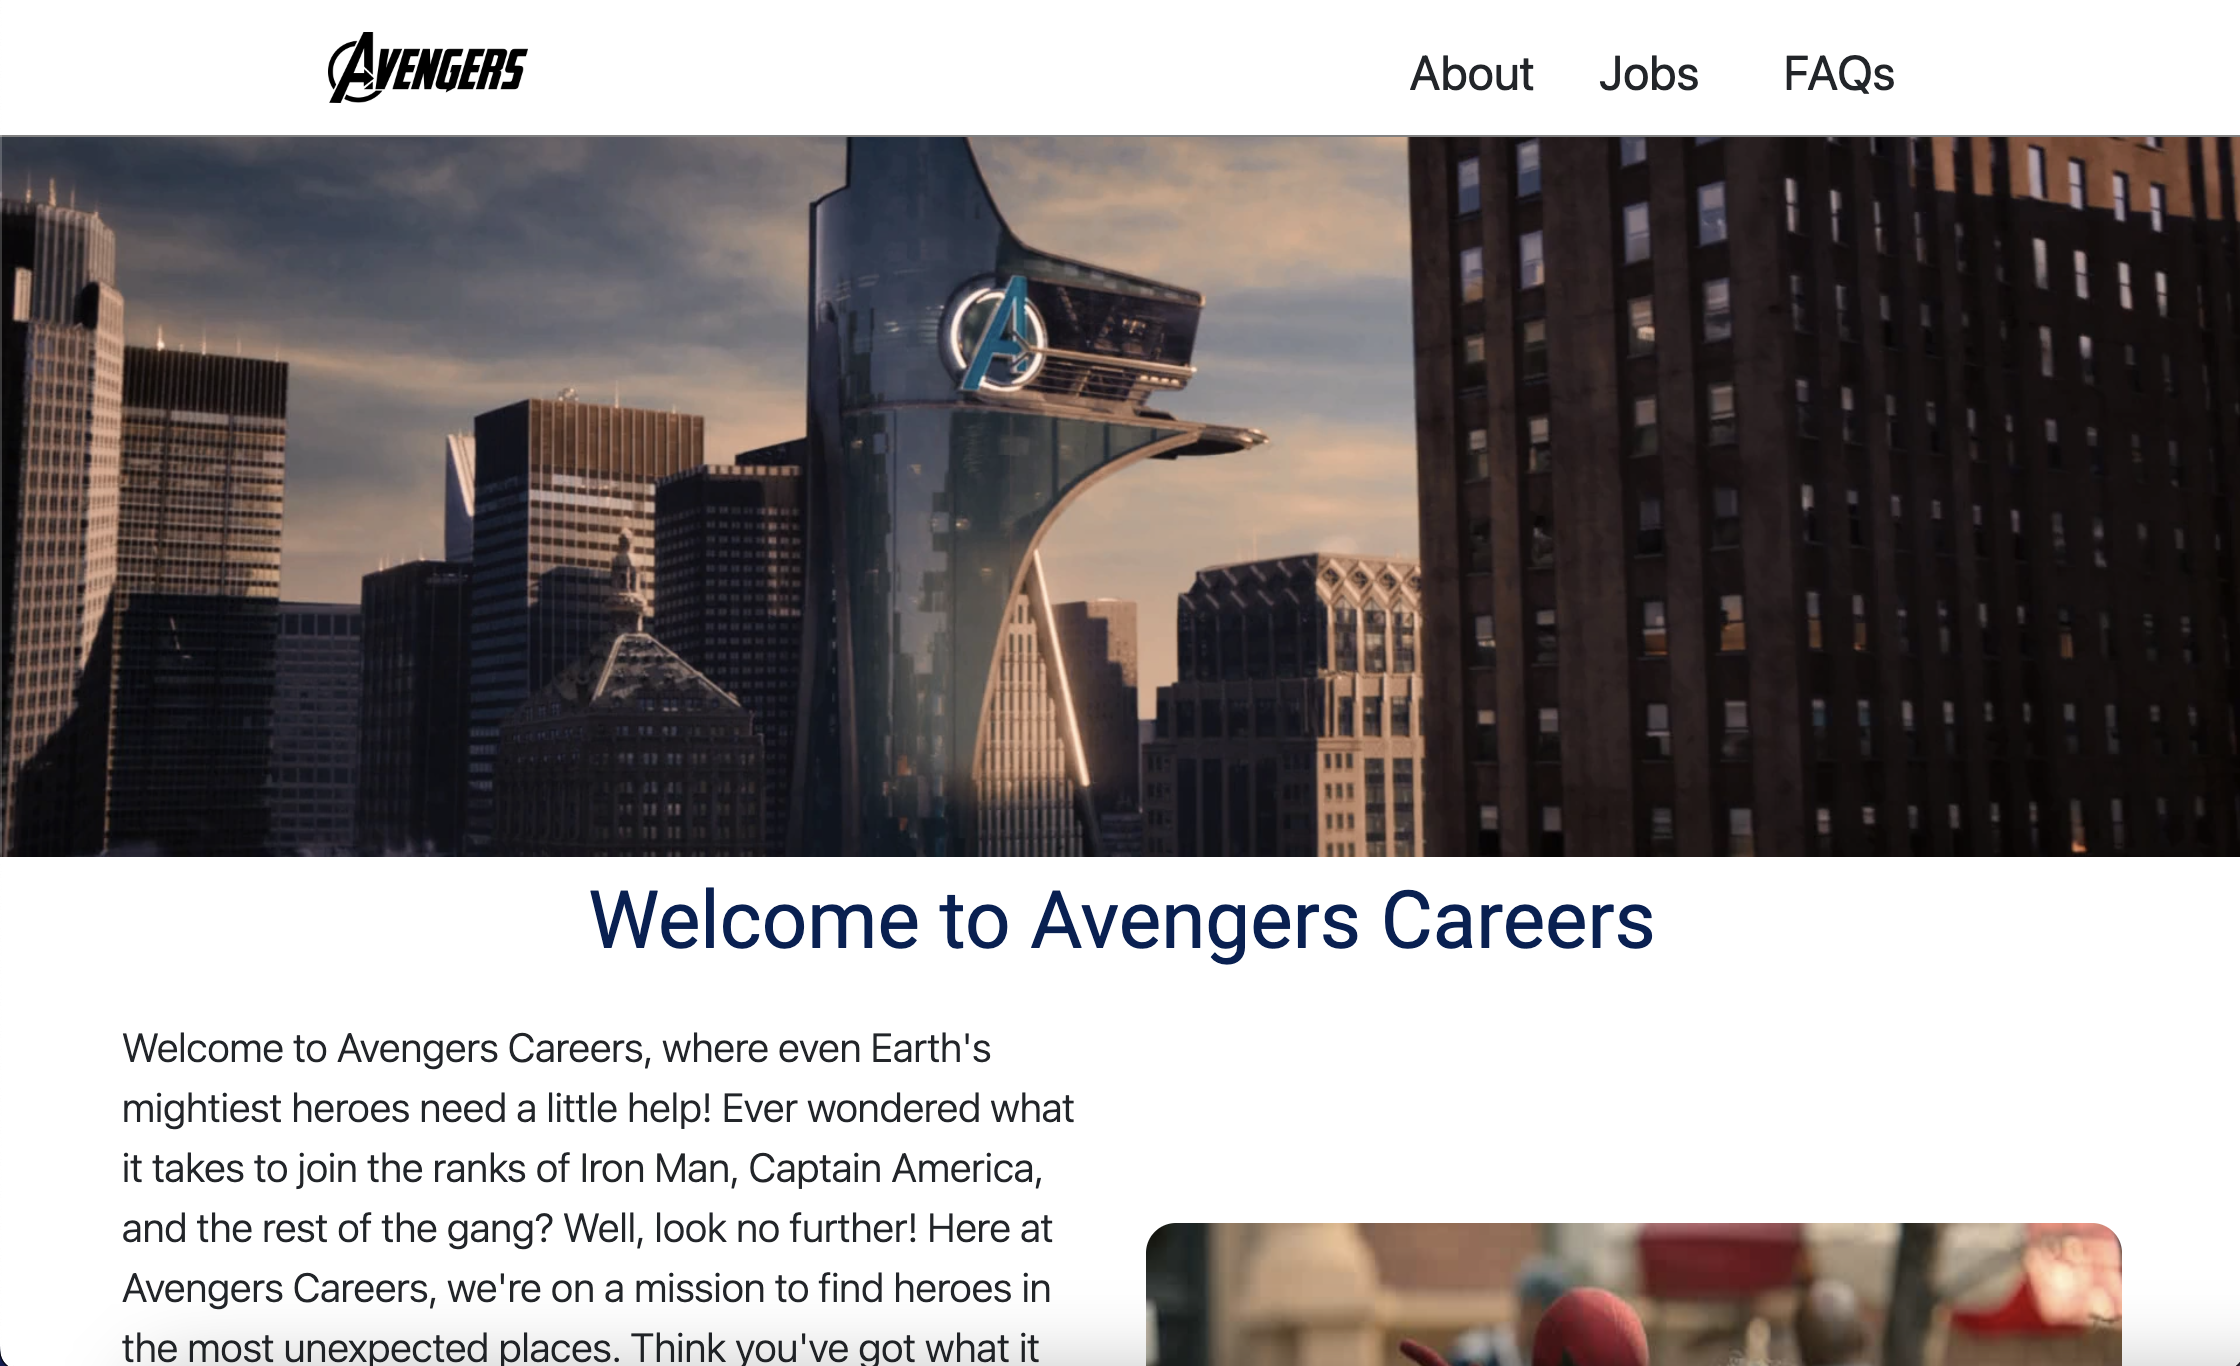 AVENGERS
About Jobs FAQs
A
Welcome to Avengers Careers
Welcome to Avengers Careers, where even Earth's
mightiest heroes need a little help! Ever wondered what
it takes to join the ranks of Iron Man, Captain America,
and the rest of the gang? Well, look no further! Here at
Avengers Careers, we're on a mission to find heroes in
the most unexpected places. Think you've got what it